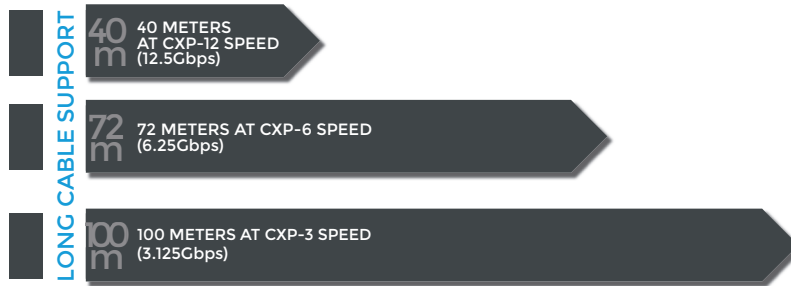 LONG CABLE SUPPORT
40
m
40 METERS
AT CXP-12 SPEED
(12.5Gbps)
72
m
72 METERS AT CXP-6 SPEED
(6.25Gbps)
100
m
100 METERS AT CXP-3 SPEED
(3.125Gbps)